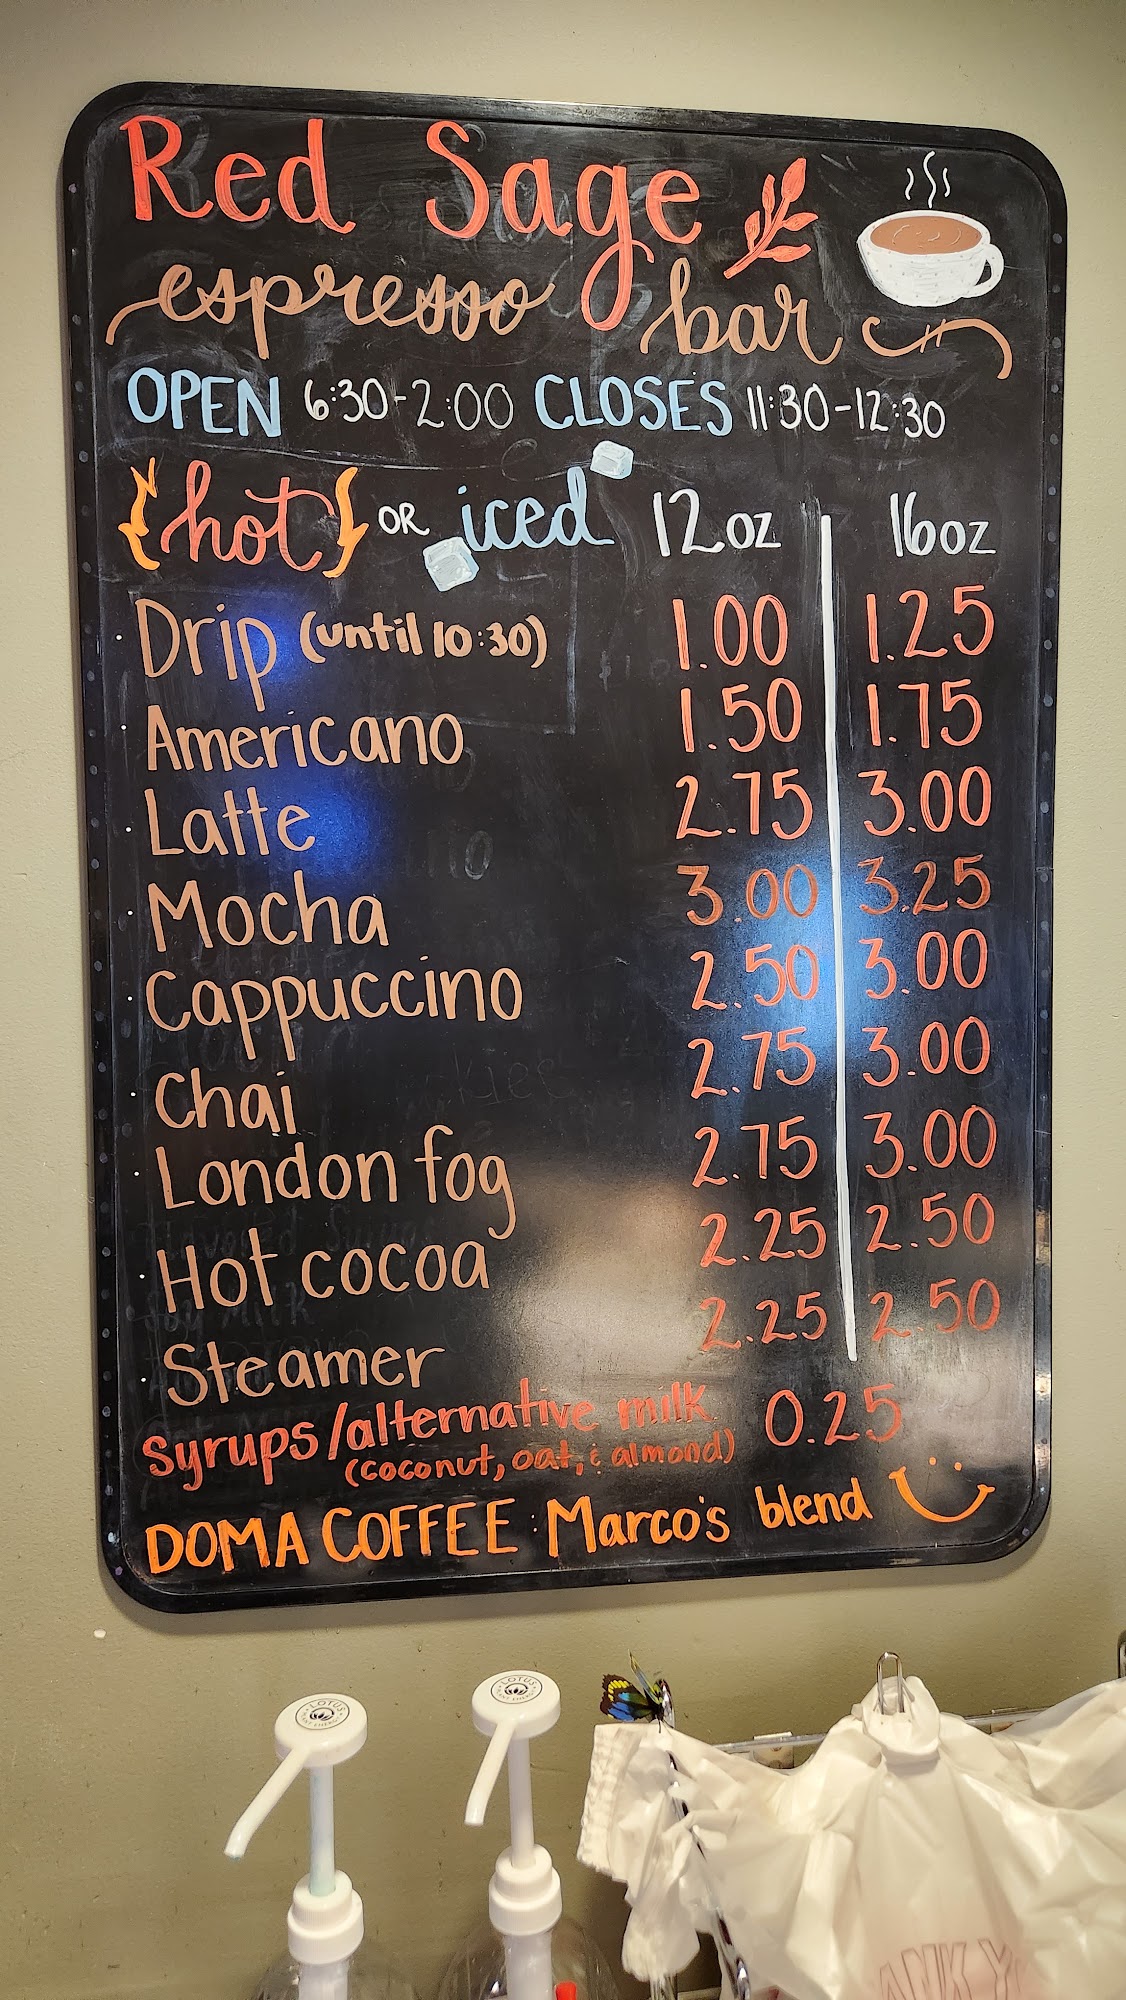 Red Sage
espresso bar
OPEN 6:30-2:00 CLOSES 11:30-12:30
{hot} OR iced 12oz 16oz
Drip (until 10:30) 1.00 1.25
Americano 1.50 1.75
Latte 2.75 3.00
Mocha 3.00 3.25
Cappuccino 2.50 3.00
Chai 2.75 3.00
London fog 2.75 3.00
Hot cocoa 2.25 2.50
Steamer 2.25 2.50
syrups/alternative milk 0.25
(coconut, oat, & almond)
DOMA COFFEE: Marco's blend
LOTUS
LOTUS